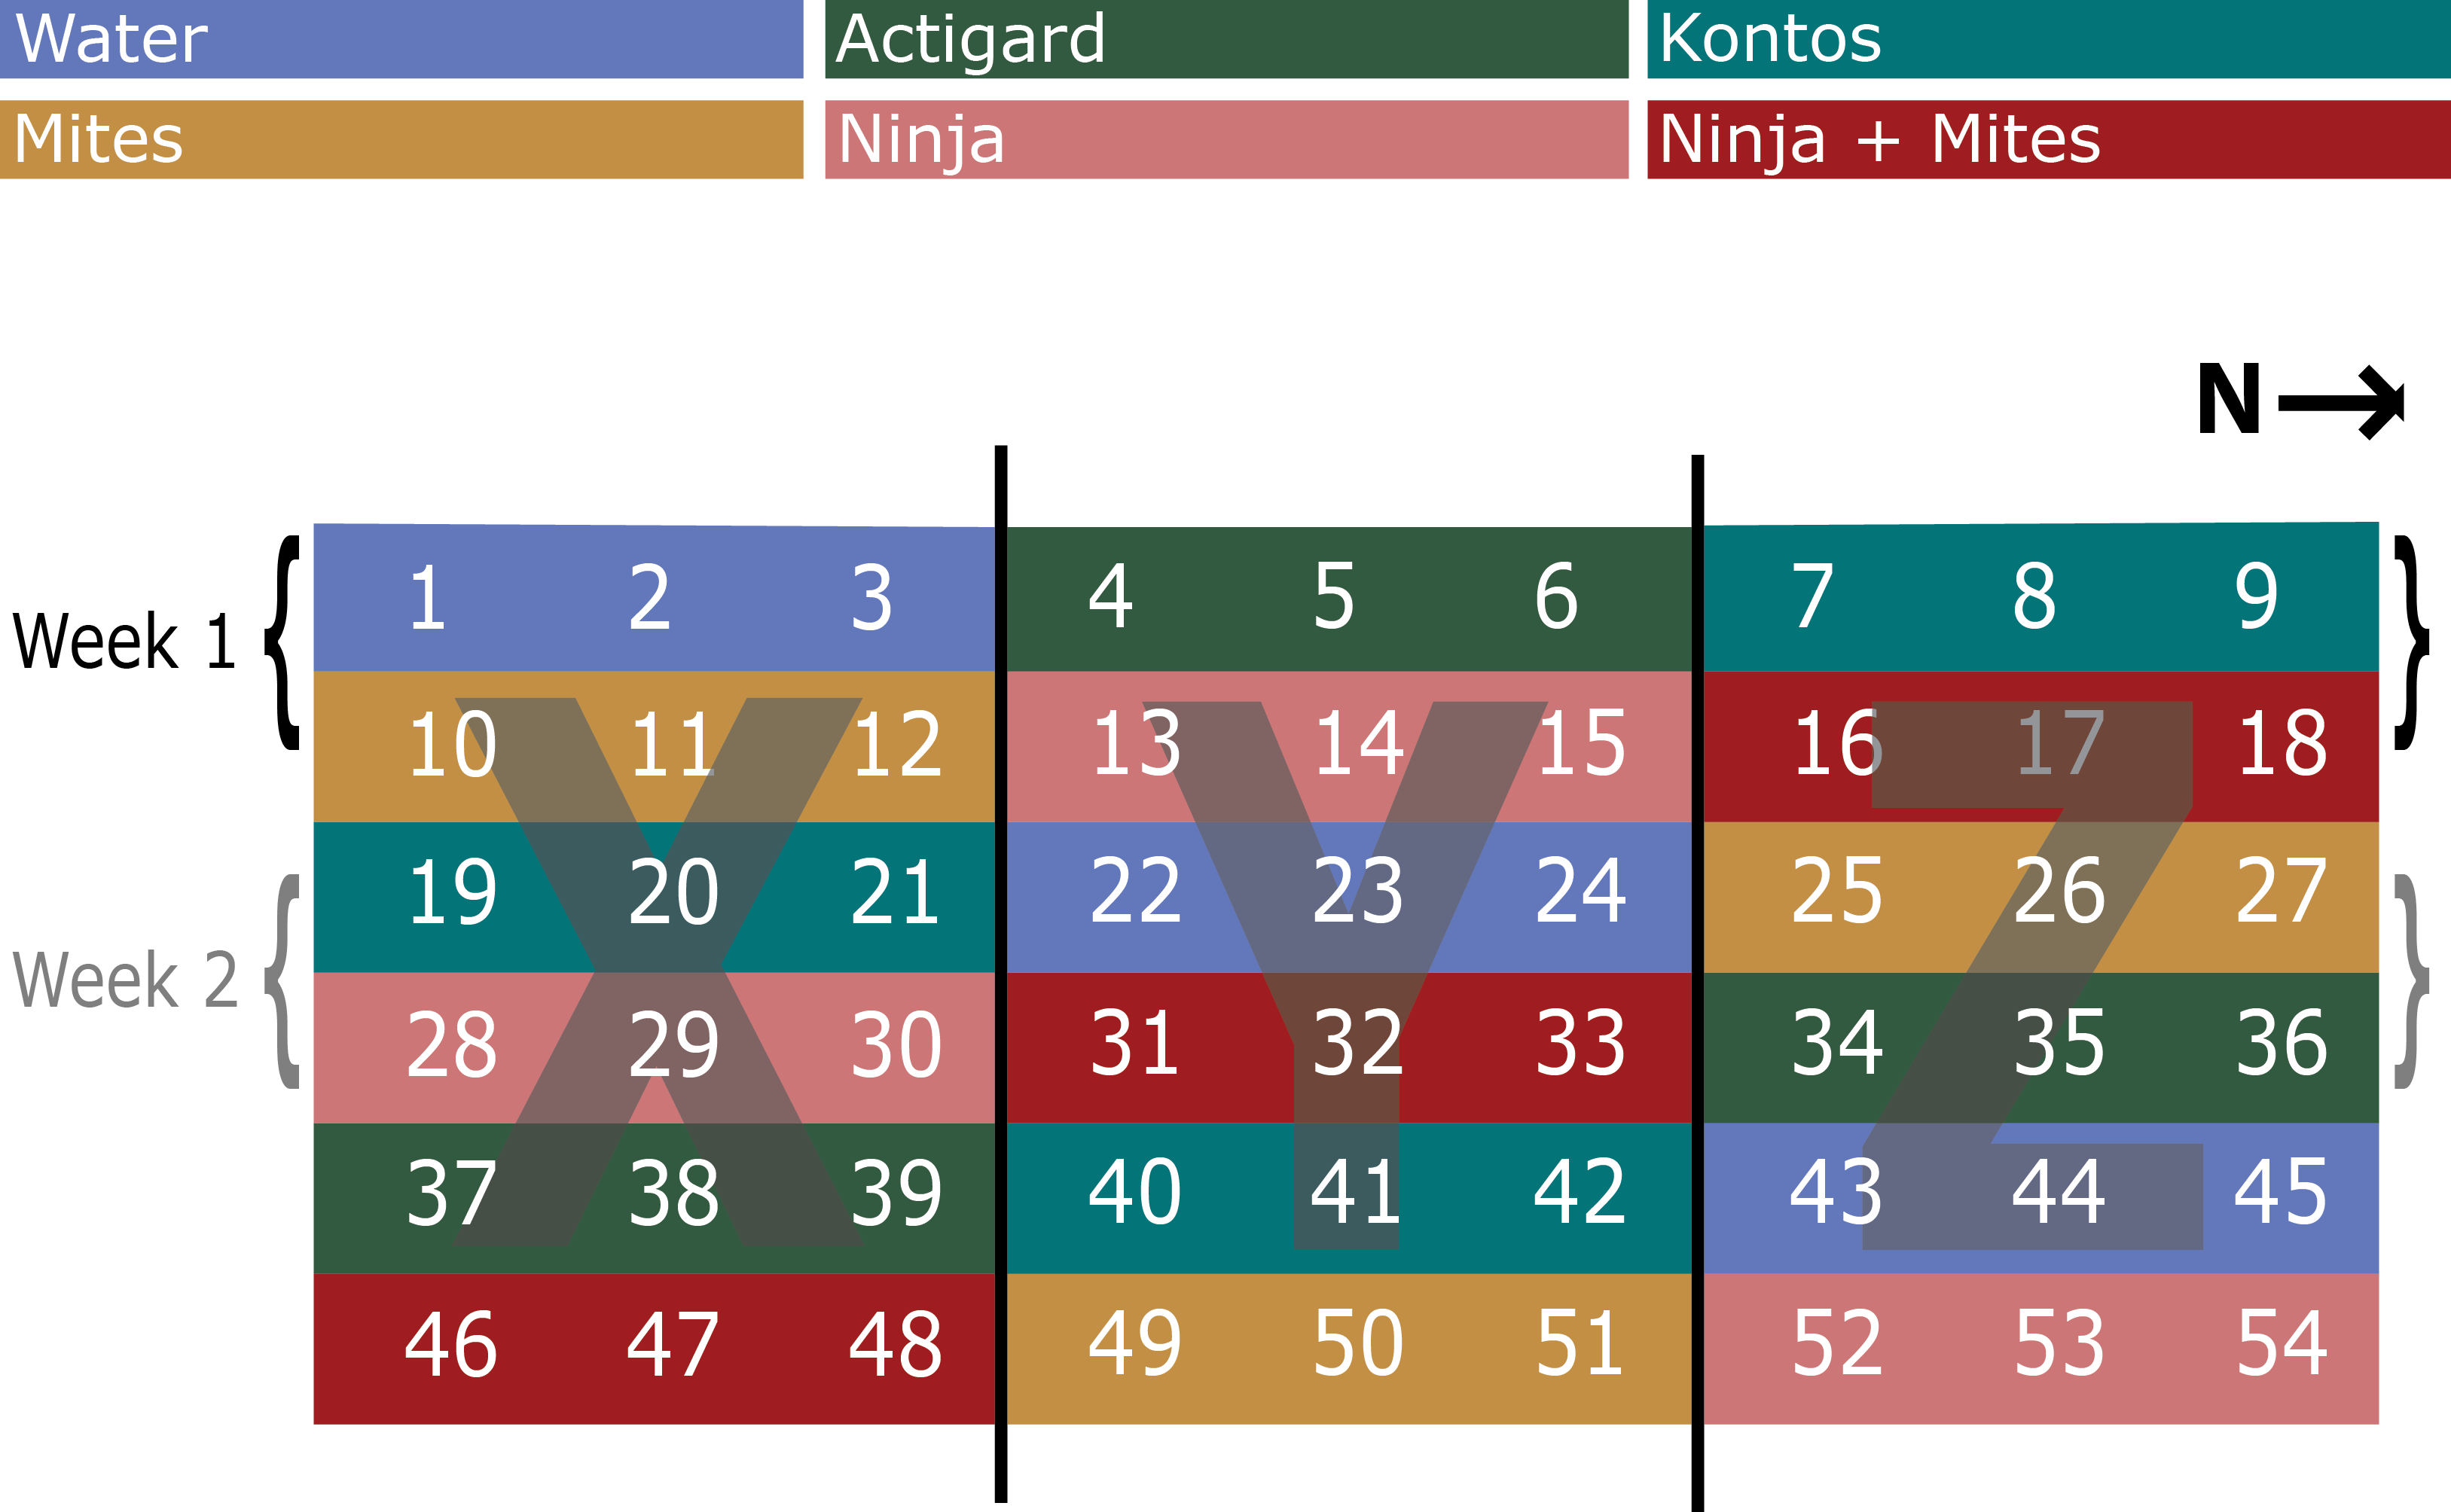 Water Actigard Kontos
Mites Ninja Ninja + Mites
N
1 2 3 4 5 6 7 8 9
Week 1
10 11 12 13 14 15 16 17 18
X Y Z
19 20 21 22 23 24 25 26 27
Week 2
28 29 30 31 32 33 34 35 36
37 38 39 40 41 42 43 44 45
46 47 48 49 50 51 52 53 54